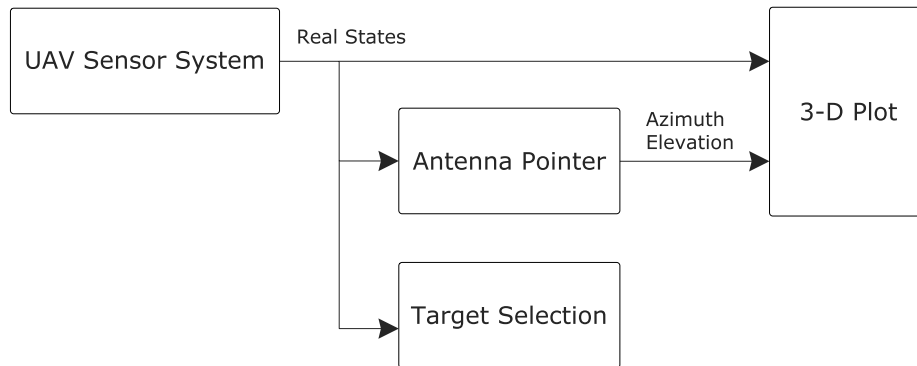 Real States
UAV Sensor System
3-D Plot
Azimuth
Elevation
Antenna Pointer
Target Selection